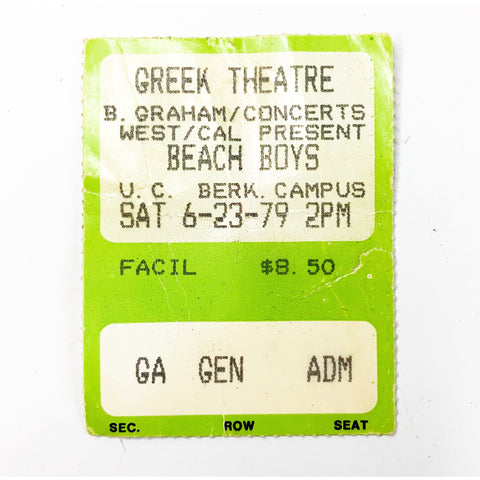 GREEK THEATRE
B. GRAHAM/CONCERTS
WEST/CAL PRESENT
BEACH BOYS
U.C. BERK. CAMPUS
SAT 6-23-79 2PM
FACIL $8.50
GA GEN ADM
SEC. ROW SEAT